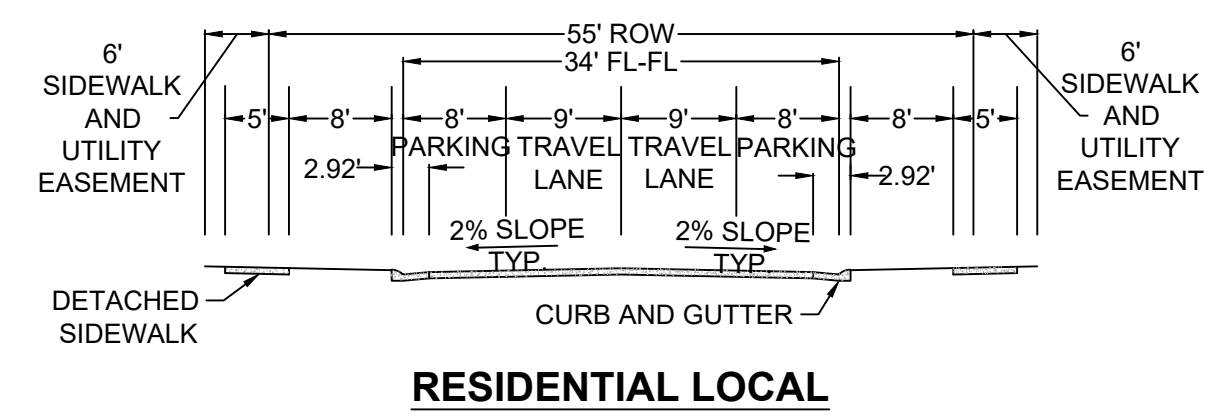 55' ROW
34' FL-FL
6'
SIDEWALK
AND
UTILITY
EASEMENT
6'
SIDEWALK
AND
UTILITY
EASEMENT
5' 8' 8' 9' 9' 8' 8' 5'
PARKING TRAVEL LANE TRAVEL LANE PARKING
2.92' 2.92'
2% SLOPE
TYP.
2% SLOPE
TYP
DETACHED
SIDEWALK
CURB AND GUTTER
RESIDENTIAL LOCAL